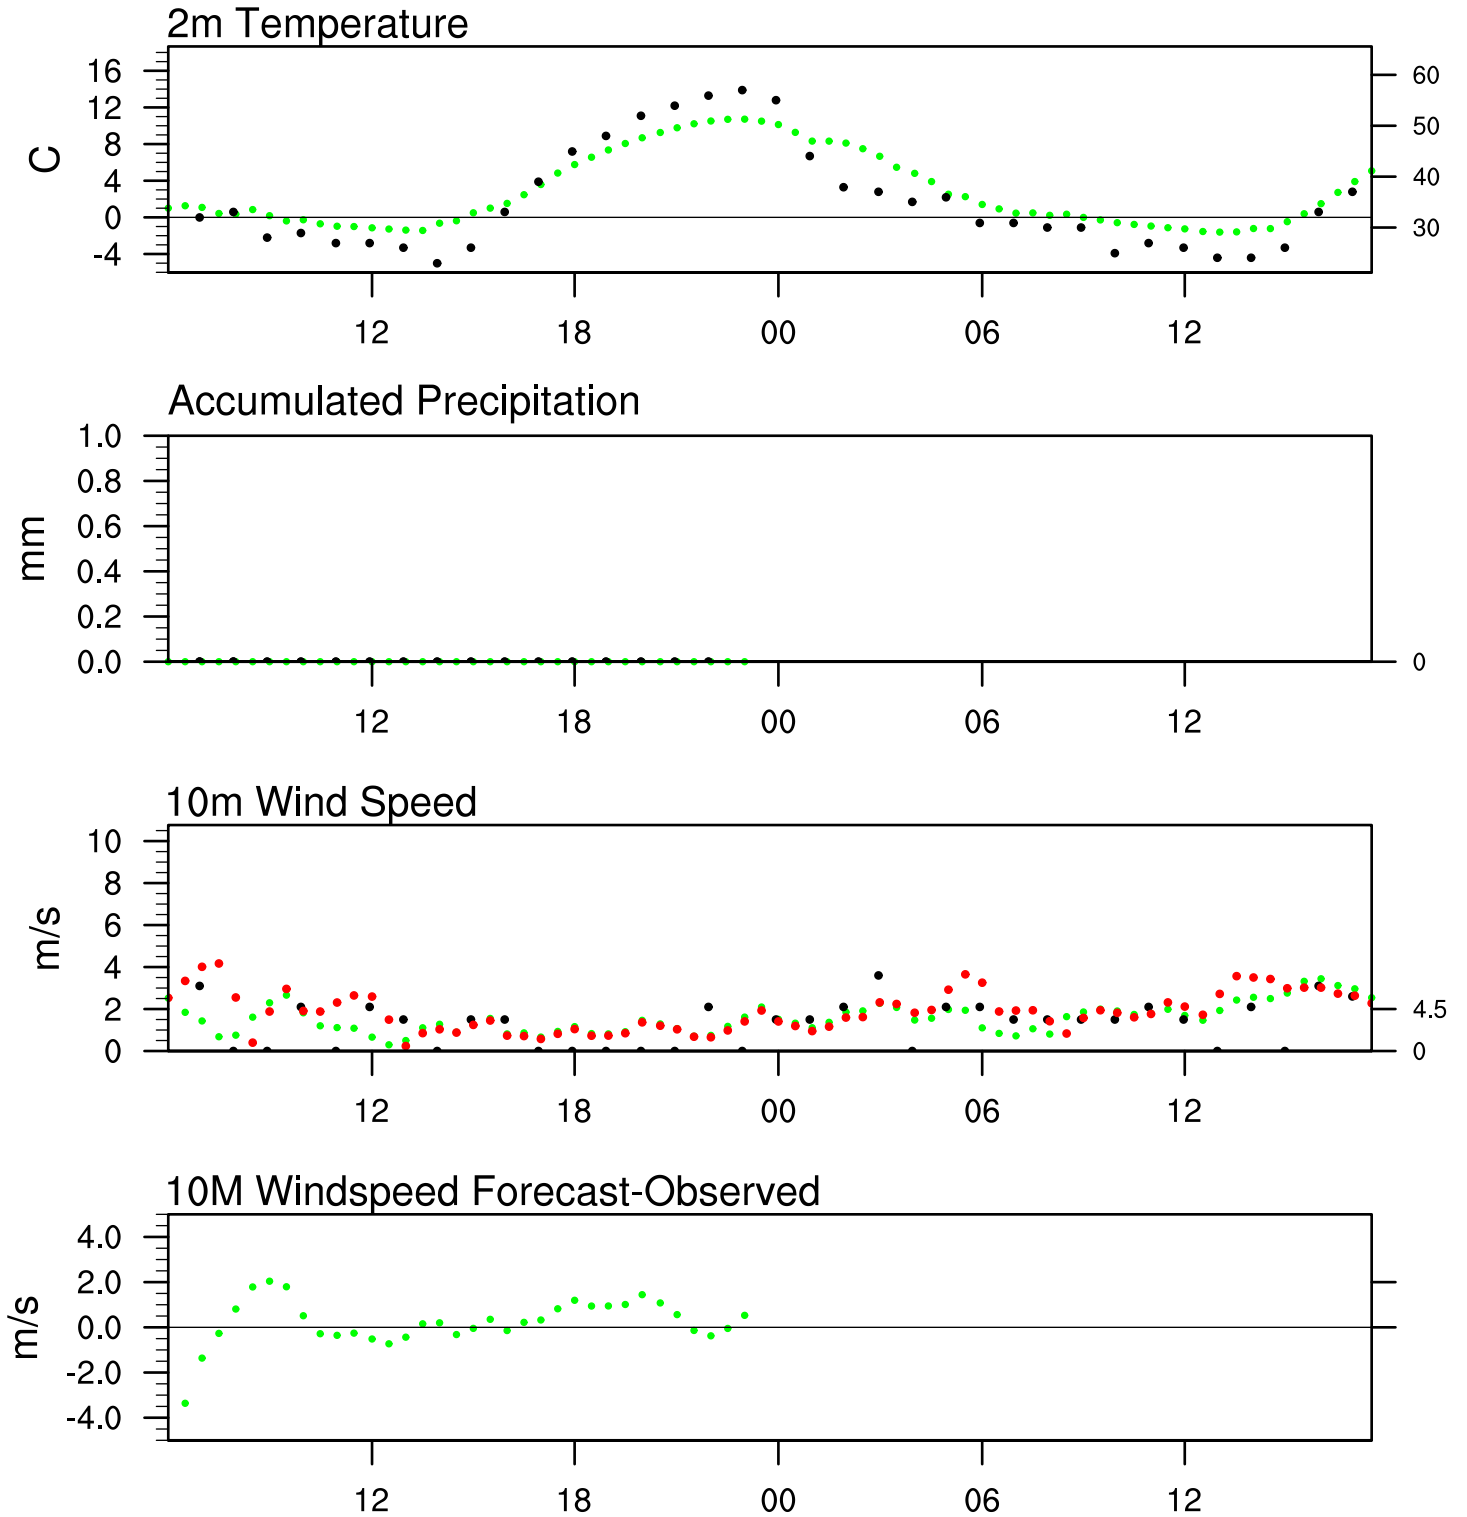 2m Temperature
16
12
8
4
0
-4
C
60
50
40
30
12 18 00 06 12
Accumulated Precipitation
1.0
0.8
0.6
0.4
0.2
0.0
mm
0
12 18 00 06 12
10m Wind Speed
10
8
6
4
2
0
m/s
4.5
0
12 18 00 06 12
10M Windspeed Forecast-Observed
4.0
2.0
0.0
-2.0
-4.0
m/s
12 18 00 06 12